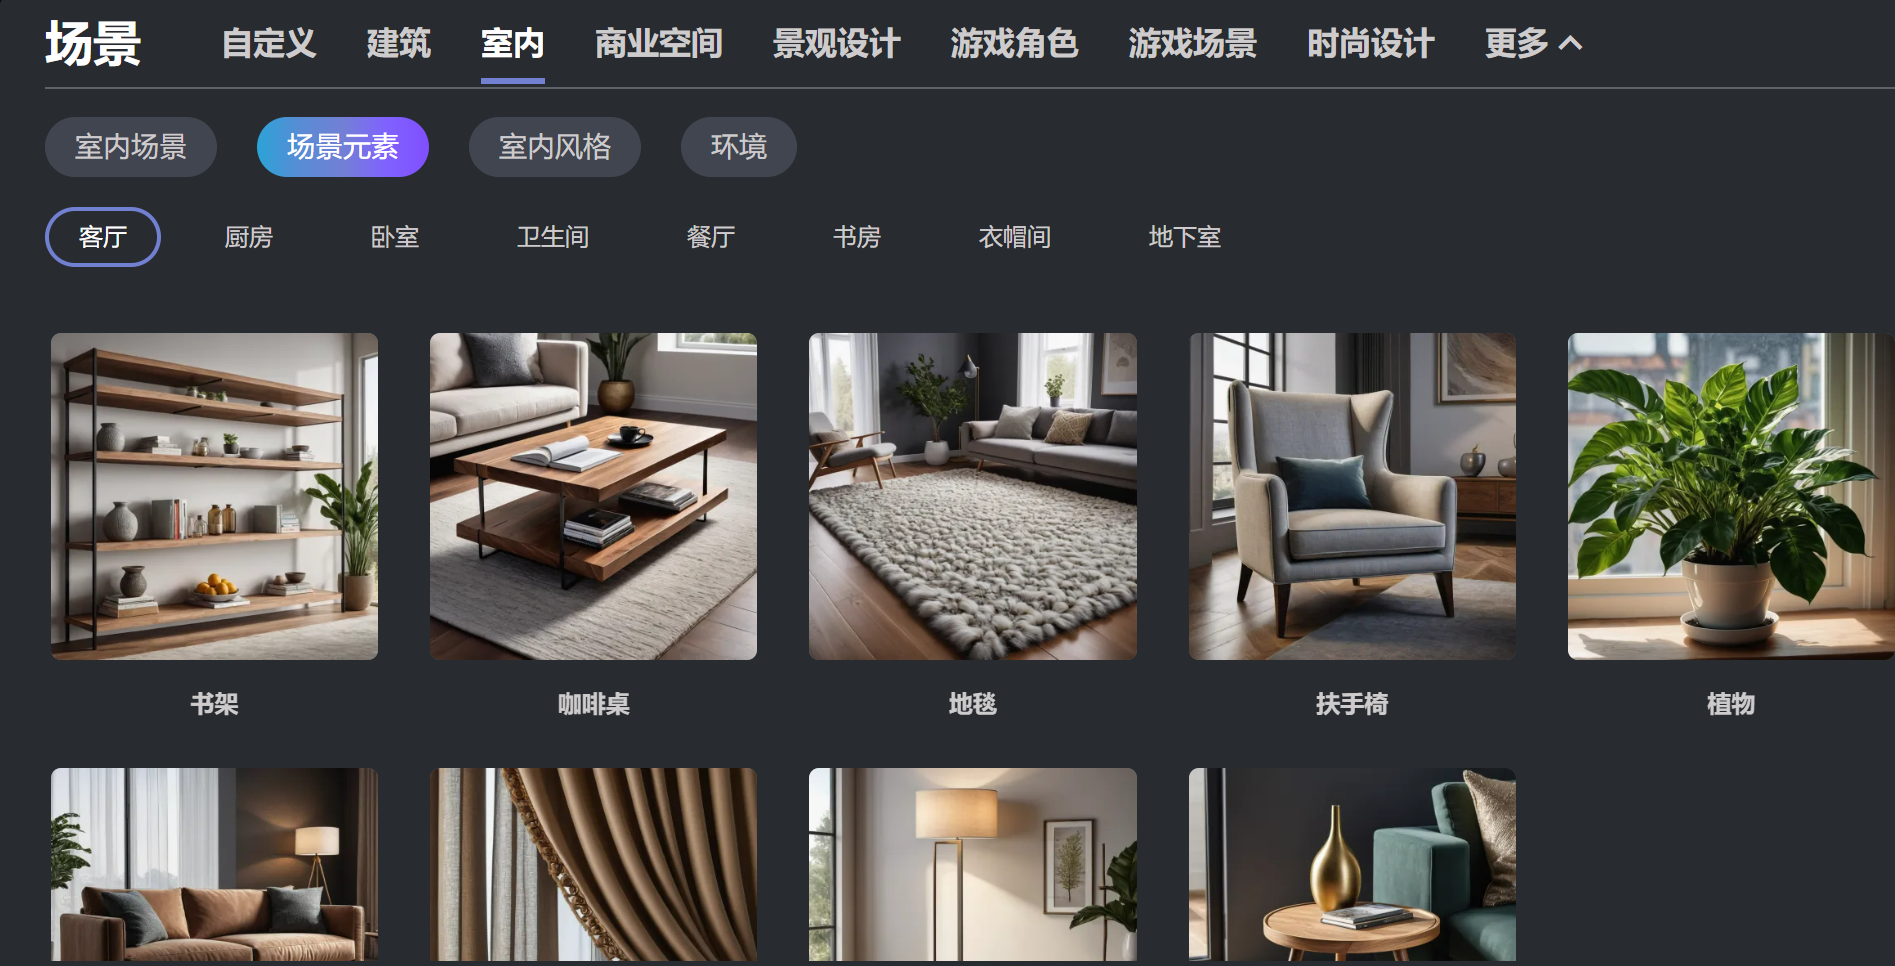 场景 自定义 建筑 室内 商业空间 景观设计 游戏角色 游戏场景 时尚设计 更多
室内场景 场景元素 室内风格 环境
客厅 厨房 卧室 卫生间 餐厅 书房 衣帽间 地下室
书架 咖啡桌 地毯 扶手椅 植物